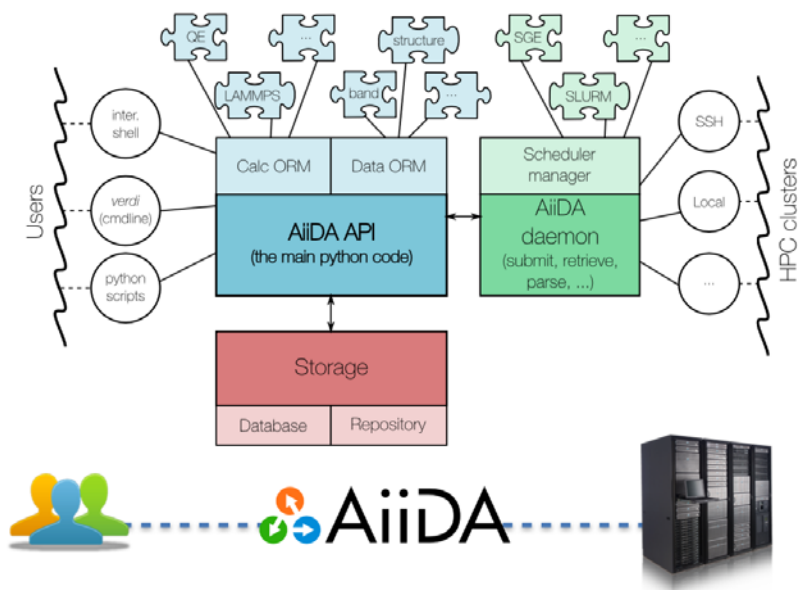 QE
...
structure
SGE
...
LAMMPS
band
...
SLURM
inter.
shell
Calc ORM
Data ORM
Scheduler
manager
SSH
Users
verdi
(cmdline)
AiiDA API
(the main python code)
AiiDA
daemon
(submit, retrieve,
parse, ...)
Local
HPC clusters
python
scripts
...
Storage
Database
Repository
AiiDA